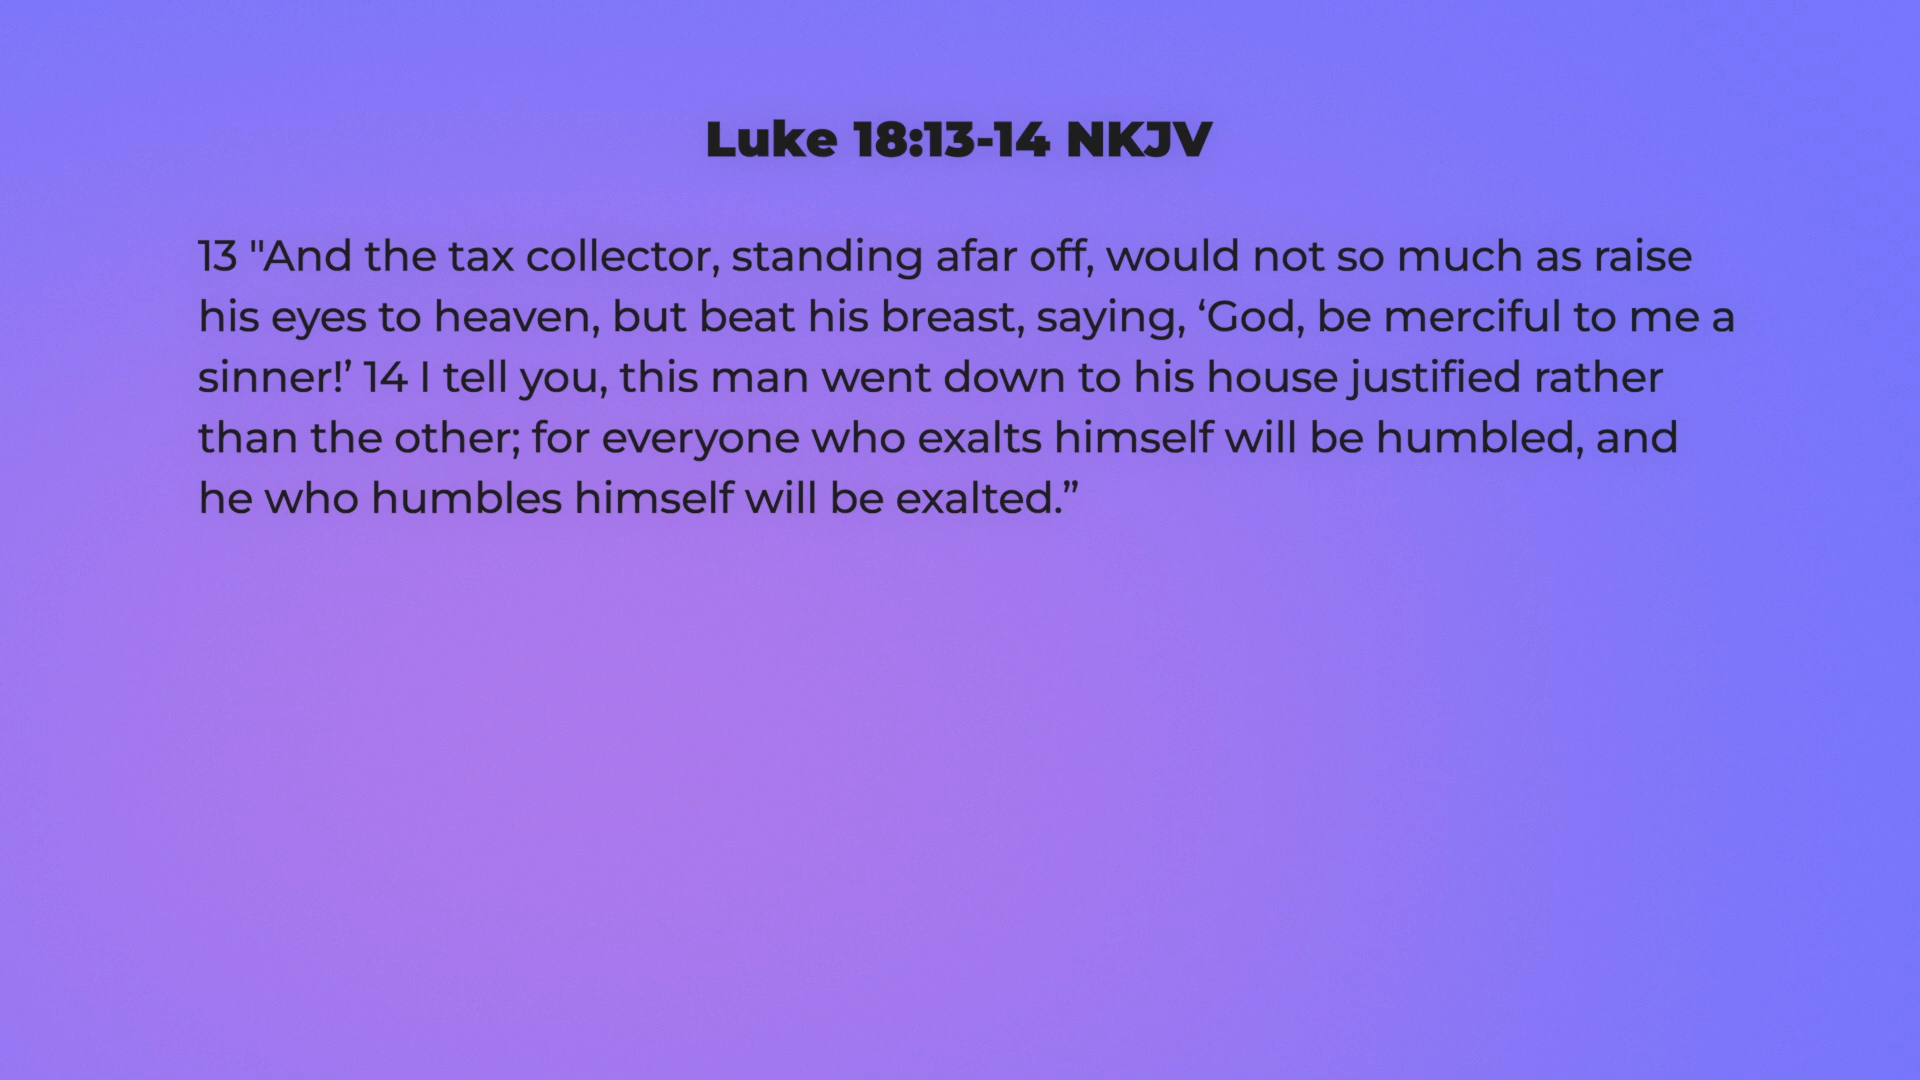 Luke 18:13-14 NKJV
13 "And the tax collector, standing afar off, would not so much as raise
his eyes to heaven, but beat his breast, saying, ‘God, be merciful to me a
sinner!’ 14 I tell you, this man went down to his house justified rather
than the other; for everyone who exalts himself will be humbled, and
he who humbles himself will be exalted.”